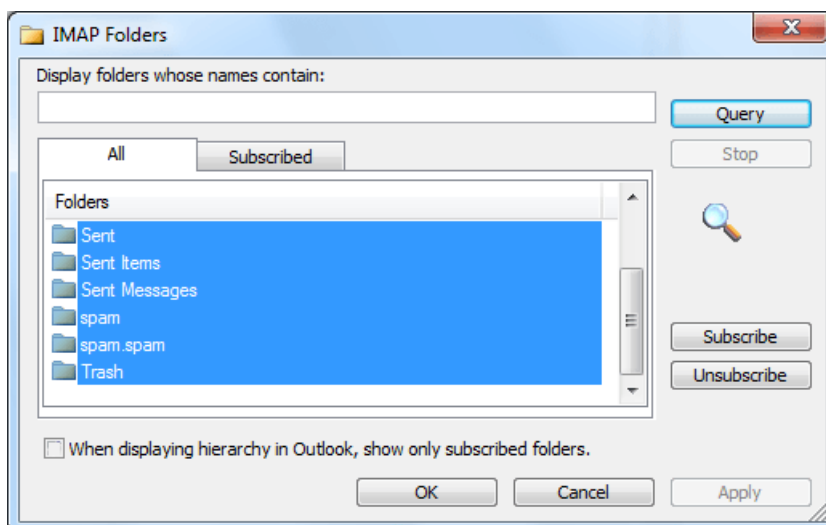 IMAP Folders
Display folders whose names contain:
Query
All
Subscribed
Stop
Folders
Sent
Sent Items
Sent Messages
spam
spam.spam
Trash
Subscribe
Unsubscribe
When displaying hierarchy in Outlook, show only subscribed folders.
OK
Cancel
Apply